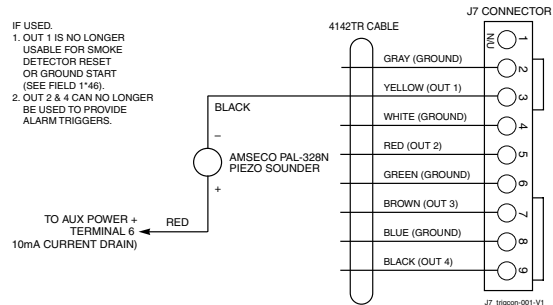 IF USED.
1. OUT 1 IS NO LONGER
USABLE FOR SMOKE
DETECTOR RESET
OR GROUND START
(SEE FIELD 1*46).
2. OUT 2 & 4 CAN NO LONGER
BE USED TO PROVIDE
ALARM TRIGGERS.
4142TR CABLE
J7 CONNECTOR
N/U
1
GRAY (GROUND)
2
YELLOW (OUT 1)
3
BLACK
WHITE (GROUND)
4
–
RED (OUT 2)
5
AMSECO PAL-328N
PIEZO SOUNDER
GREEN (GROUND)
6
+
BROWN (OUT 3)
7
TO AUX POWER +
TERMINAL 6
10mA CURRENT DRAIN)
RED
BLUE (GROUND)
8
BLACK (OUT 4)
9
J7_trigcon-001-V1